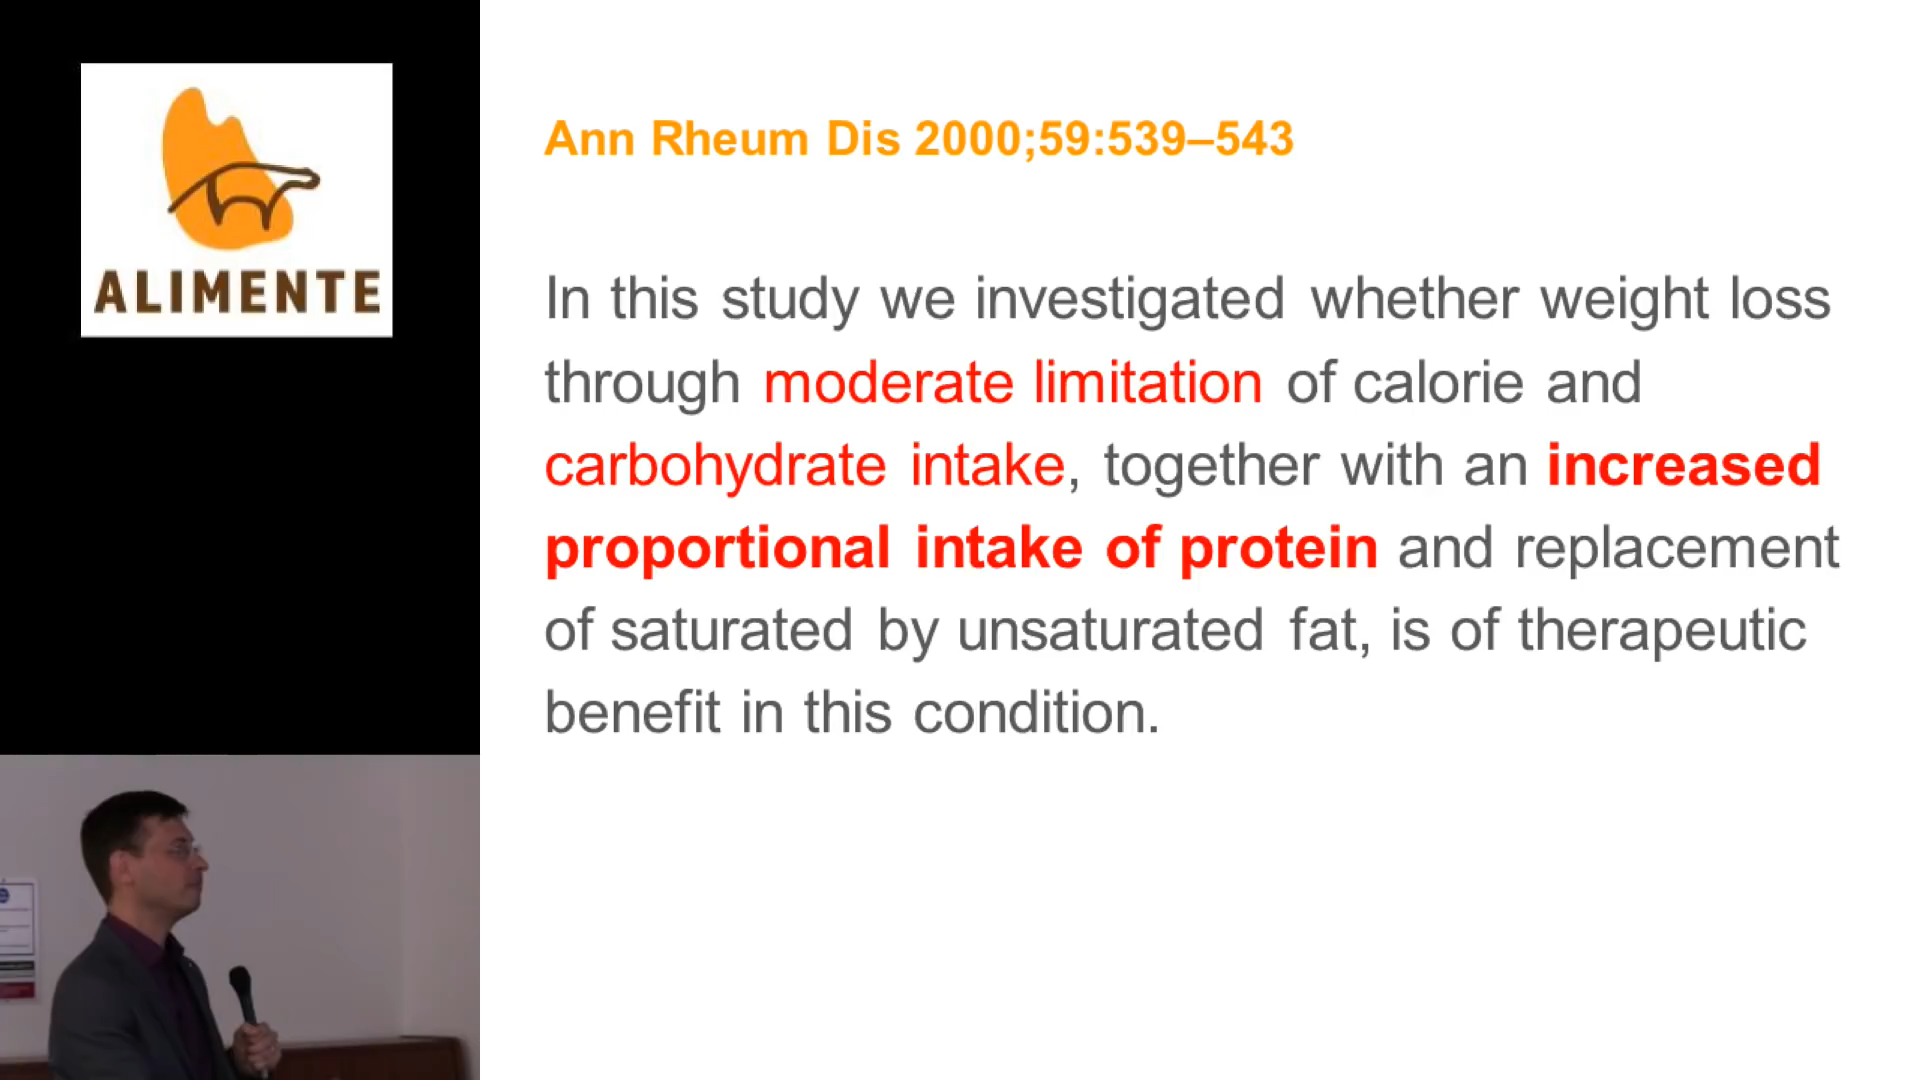 ALIMENTE
Ann Rheum Dis 2000;59:539–543
In this study we investigated whether weight loss
through moderate limitation of calorie and
carbohydrate intake, together with an increased
proportional intake of protein and replacement
of saturated by unsaturated fat, is of therapeutic
benefit in this condition.